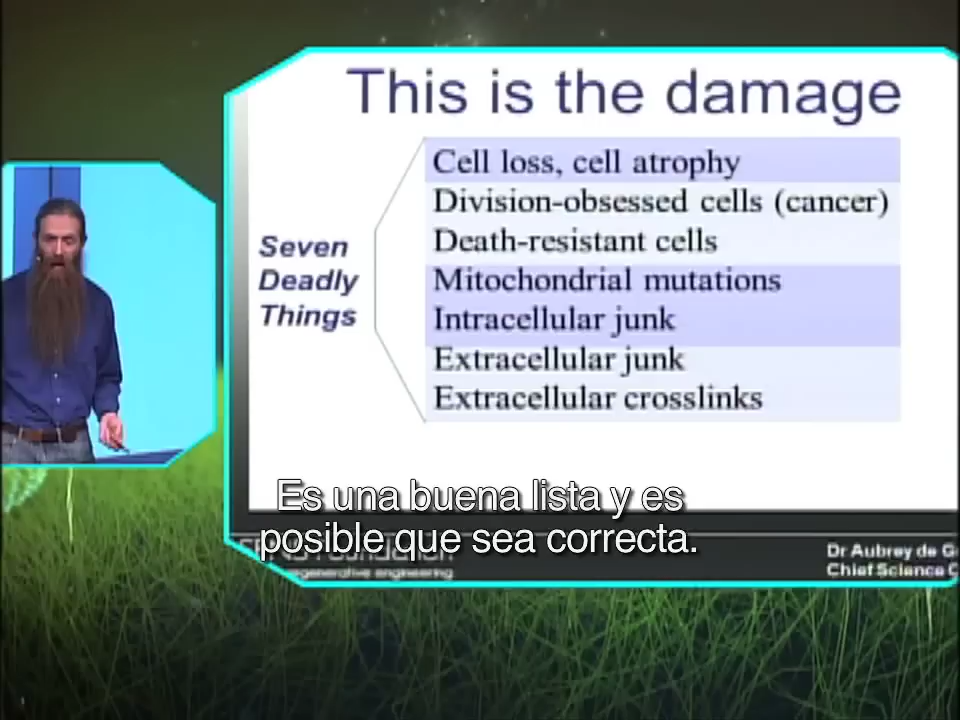 This is the damage
Seven
Deadly
Things
Cell loss, cell atrophy
Division-obsessed cells (cancer)
Death-resistant cells
Mitochondrial mutations
Intracellular junk
Extracellular junk
Extracellular crosslinks
Es una buena lista y es
posible que sea correcta.
Foundation
engineering
Dr Aubrey de G
Chief Science